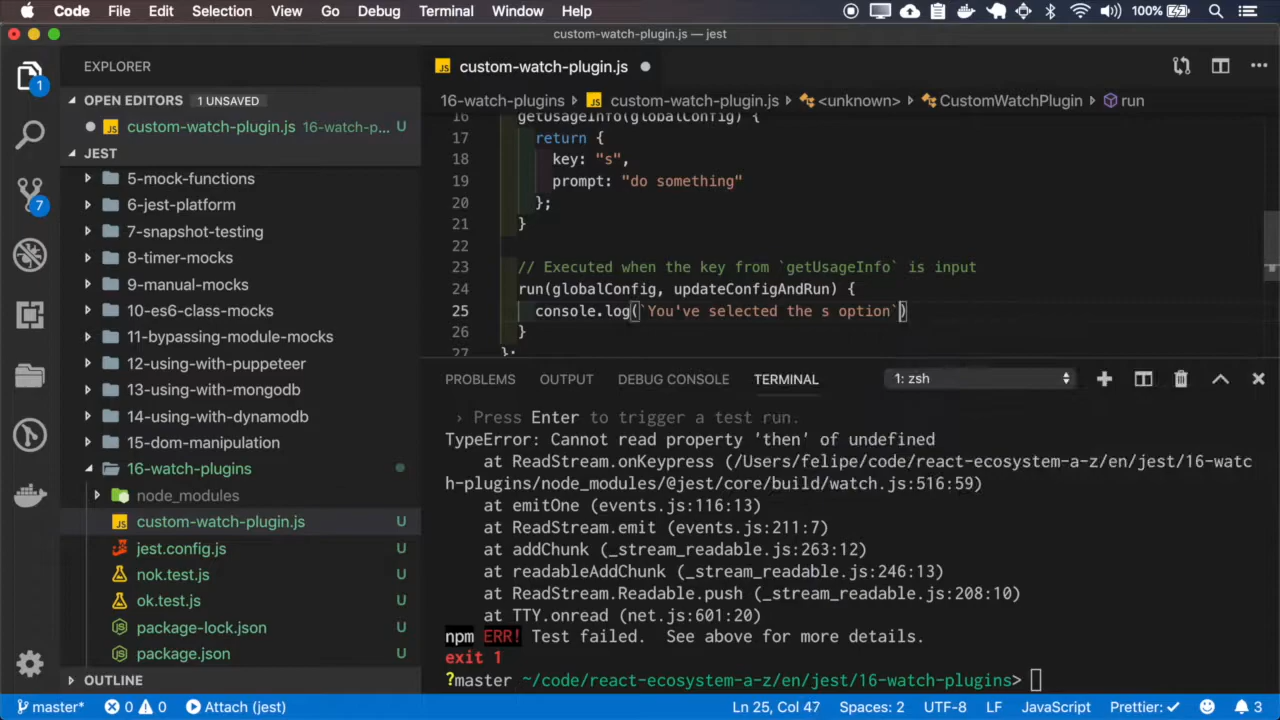 Code File Edit Selection View Go Debug Terminal Window Help 100%
custom-watch-plugin.js — jest
EXPLORER
OPEN EDITORS 1 UNSAVED
custom-watch-plugin.js 16-watch-p... U
JEST
5-mock-functions
6-jest-platform
7-snapshot-testing
8-timer-mocks
9-manual-mocks
10-es6-class-mocks
11-bypassing-module-mocks
12-using-with-puppeteer
13-using-with-mongodb
14-using-with-dynamodb
15-dom-manipulation
16-watch-plugins
node_modules
custom-watch-plugin.js U
jest.config.js U
nok.test.js U
ok.test.js U
package-lock.json U
package.json U
OUTLINE
1
7
custom-watch-plugin.js
16-watch-plugins custom-watch-plugin.js <unknown> CustomWatchPlugin run
16 getUsageInfo(globalConfig) {
17 return {
18 key: "s",
19 prompt: "do something"
20 };
21 }
22
23 // Executed when the key from `getUsageInfo` is input
24 run(globalConfig, updateConfigAndRun) {
25 console.log(`You've selected the s option`)
26 }
27 };
PROBLEMS OUTPUT DEBUG CONSOLE TERMINAL 1: zsh
› Press Enter to trigger a test run.
TypeError: Cannot read property 'then' of undefined
at ReadStream.onKeypress (/Users/felipe/code/react-ecosystem-a-z/en/jest/16-watc
h-plugins/node_modules/@jest/core/build/watch.js:516:59)
at emitOne (events.js:116:13)
at ReadStream.emit (events.js:211:7)
at addChunk (_stream_readable.js:263:12)
at readableAddChunk (_stream_readable.js:246:13)
at ReadStream.Readable.push (_stream_readable.js:208:10)
at TTY.onread (net.js:601:20)
npm ERR! Test failed.  See above for more details.
exit 1
?master ~/code/react-ecosystem-a-z/en/jest/16-watch-plugins>
master* 0 0 Attach (jest) Ln 25, Col 47 Spaces: 2 UTF-8 LF JavaScript Prettier: ✓ 3